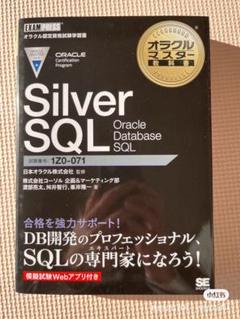 EXAMPRESS
オラクル認定資格試験学習書
ORACLE
Certification
Program
オラクル
マスター
教科書
Silver
SQL
Oracle
Database
SQL
試験番号:1Z0-071
日本オラクル株式会社 監修
株式会社コーソル 企画&マーケティング部
渡部亮太、舛井智行、峯岸隆一 著
合格を強力サポート!
DB開発のプロフェッショナル、
エキスパート
SQLの専門家になろう!
模擬試験Webアプリ付き
SE
SHOEISHA